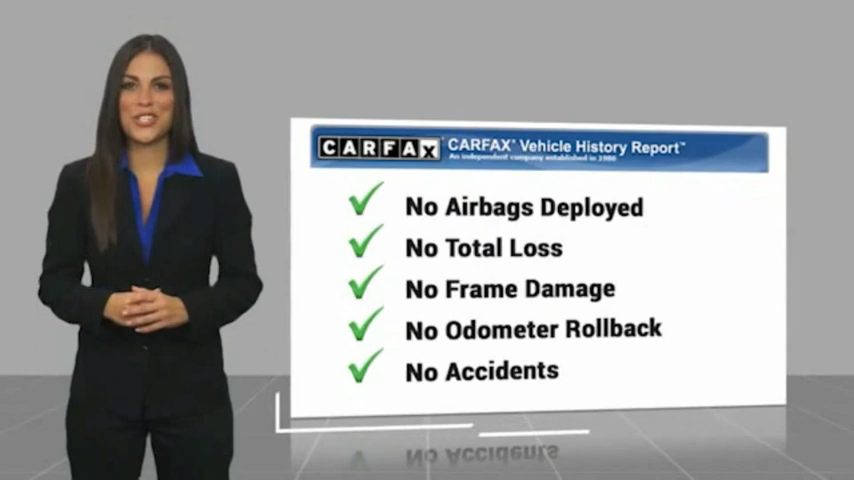 CARFAX CARFAX® Vehicle History Report™
An independent company established in 1986
No Airbags Deployed
No Total Loss
No Frame Damage
No Odometer Rollback
No Accidents
No Accidents